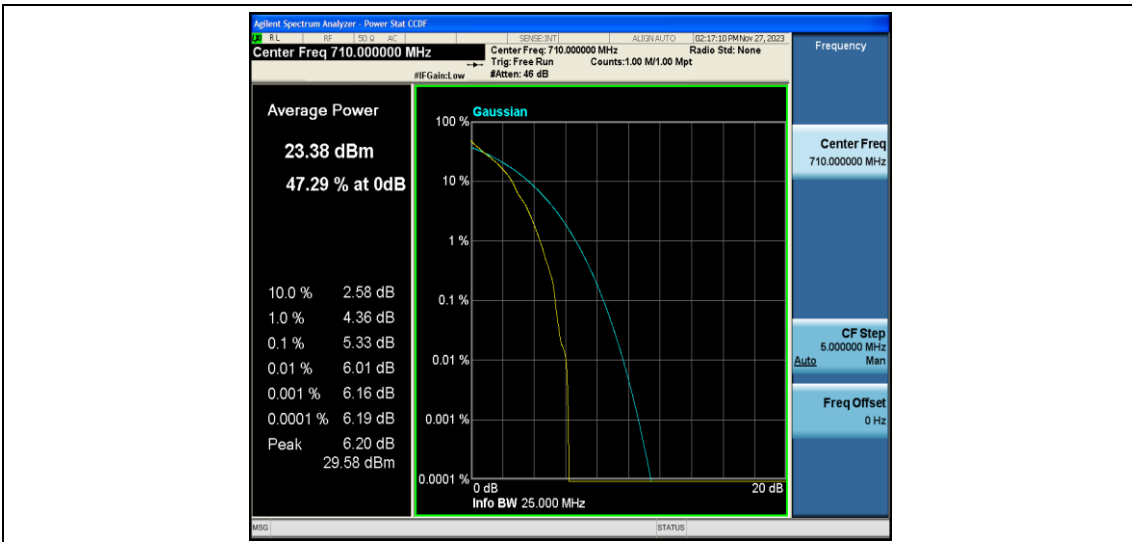 Agilent Spectrum Analyzer - Power Stat CCDF
RL RF 50 Ω AC SENSE:INT ALIGN AUTO 02:17:10 PM Nov 27, 2023
Center Freq 710.000000 MHz
Center Freq: 710.000000 MHz Radio Std: None
Trig: Free Run Counts:1.00 M/1.00 Mpt
#IFGain:Low #Atten: 46 dB
Frequency
Average Power
23.38 dBm
47.29 % at 0dB
10.0 % 2.58 dB
1.0 % 4.36 dB
0.1 % 5.33 dB
0.01 % 6.01 dB
0.001 % 6.16 dB
0.0001 % 6.19 dB
Peak 6.20 dB
29.58 dBm
Gaussian
100 %
10 %
1 %
0.1 %
0.01 %
0.001 %
0.0001 %
0 dB 20 dB
Info BW 25.000 MHz
Center Freq
710.000000 MHz
CF Step
5.000000 MHz
Auto Man
Freq Offset
0 Hz
MSG STATUS